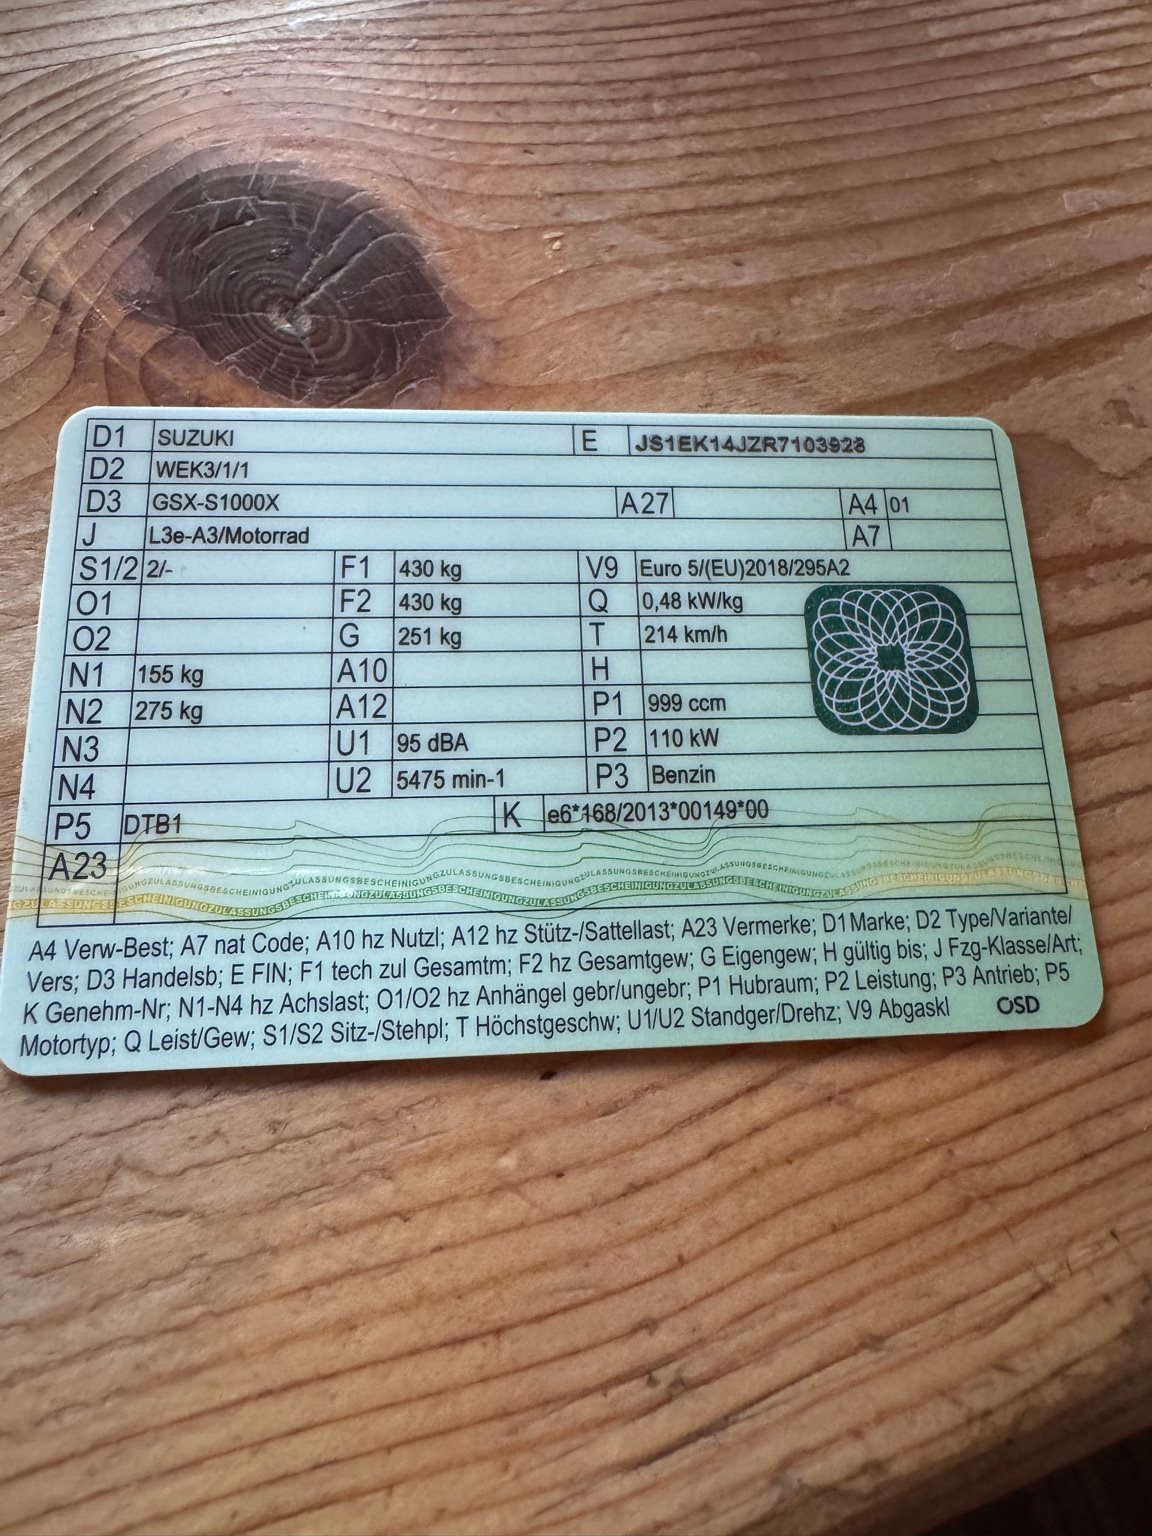 D1 SUZUKI E JS1EK14JZR7103928
D2 WEK3/1/1
D3 GSX-S1000X A27 A4 01
J L3e-A3/Motorrad A7
S1/2 2/- F1 430 kg V9 Euro 5/(EU)2018/295A2
O1 F2 430 kg Q 0,48 kW/kg
O2 G 251 kg T 214 km/h
N1 155 kg A10 H
N2 275 kg A12 P1 999 ccm
N3 U1 95 dBA P2 110 kW
N4 U2 5475 min-1 P3 Benzin
P5 DTB1 K e6*168/2013*00149*00
A23
ZULASSUNGSBESCHEINIGUNGZULASSUNGSBESCHEINIGUNGZULASSUNGSBESCHEINIGUNGZULASSUNGSBESCHEINIGUNG
A4 Verw-Best; A7 nat Code; A10 hz Nutzl; A12 hz Stütz-/Sattellast; A23 Vermerke; D1 Marke; D2 Type/Variante/
Vers; D3 Handelsb; E FIN; F1 tech zul Gesamtm; F2 hz Gesamtgew; G Eigengew; H gültig bis; J Fzg-Klasse/Art;
K Genehm-Nr; N1-N4 hz Achslast; O1/O2 hz Anhängel gebr/ungebr; P1 Hubraum; P2 Leistung; P3 Antrieb; P5
Motortyp; Q Leist/Gew; S1/S2 Sitz-/Stehpl; T Höchstgeschw; U1/U2 Standger/Drehz; V9 Abgaskl ÖSD